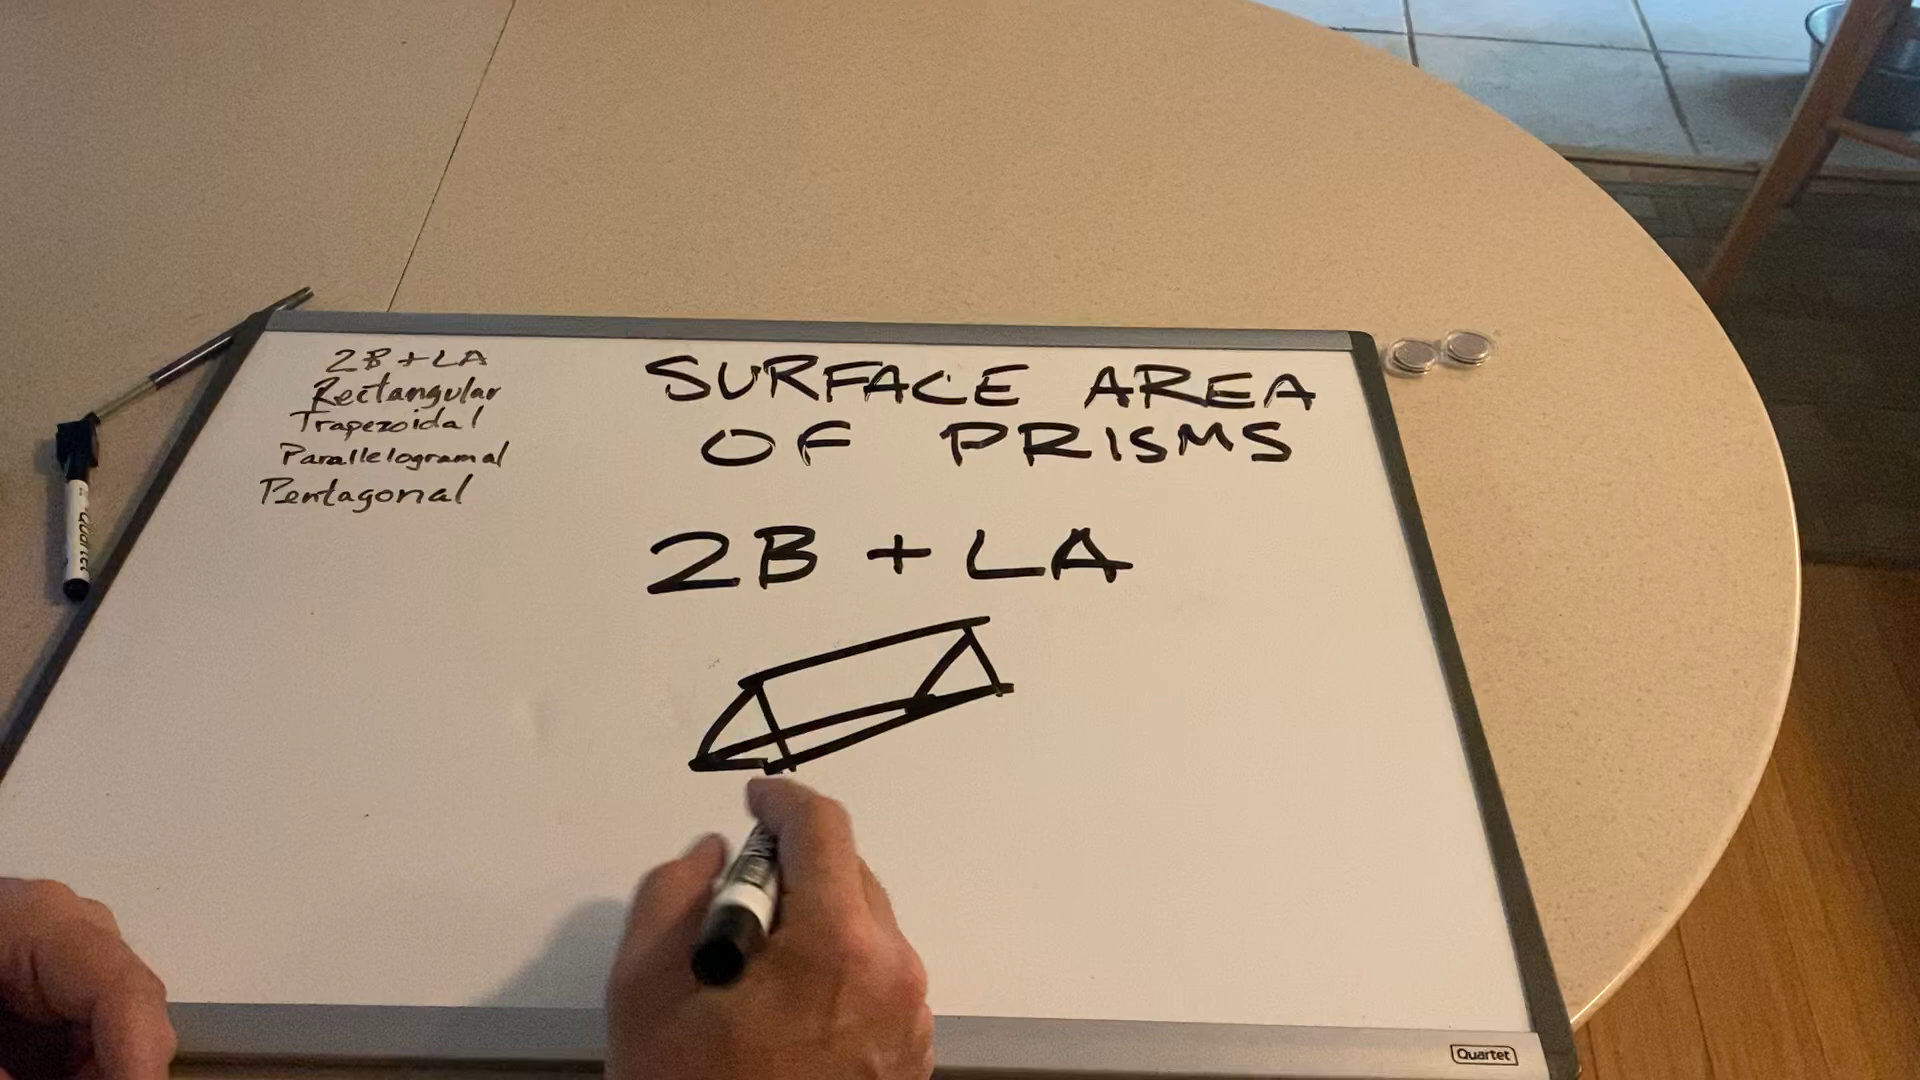 2B + LA
Rectangular
Trapezoidal
Parallelogramal
Pentagonal
SURFACE AREA
OF PRISMS
2B + LA
Quartet